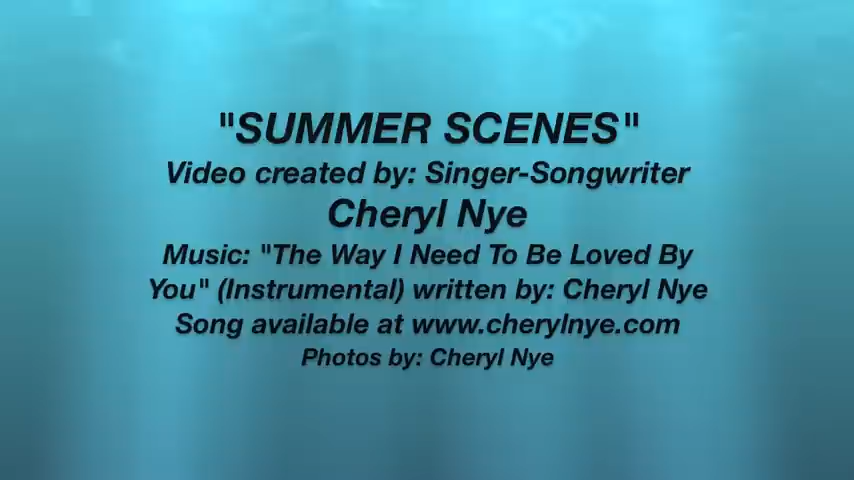 "SUMMER SCENES"
Video created by: Singer-Songwriter
Cheryl Nye
Music: "The Way I Need To Be Loved By
You" (Instrumental) written by: Cheryl Nye
Song available at www.cherylnye.com
Photos by: Cheryl Nye